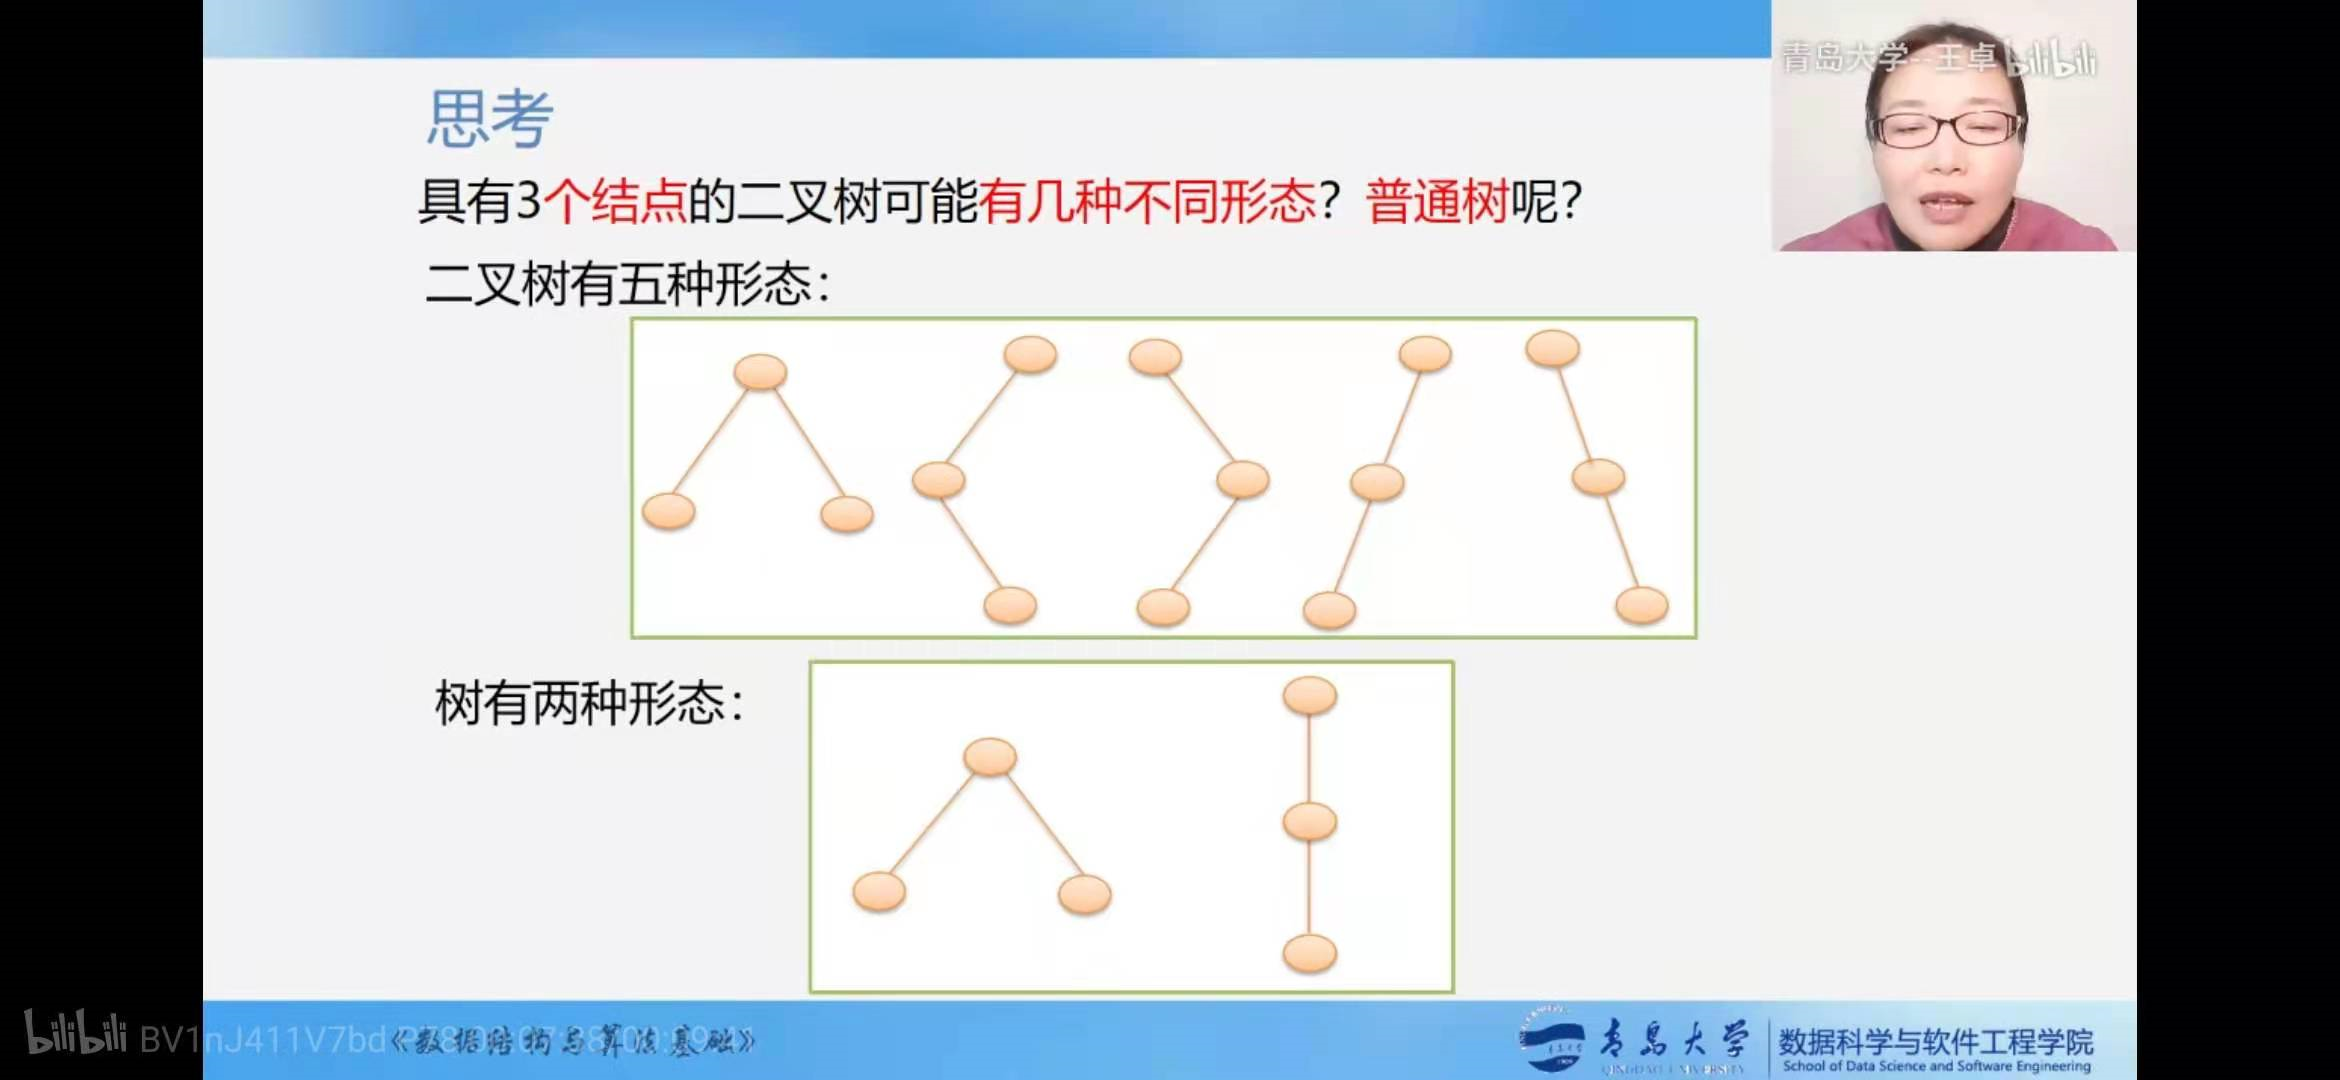 青岛大学--王卓 bilibili
思考
具有3个结点的二叉树可能有几种不同形态？普通树呢？
二叉树有五种形态：
树有两种形态：
bilibili BV1nJ411V7bd
《数据结构与算法基础》
青岛大学
QINGDAO UNIVERSITY
数据科学与软件工程学院
School of Data Science and Software Engineering